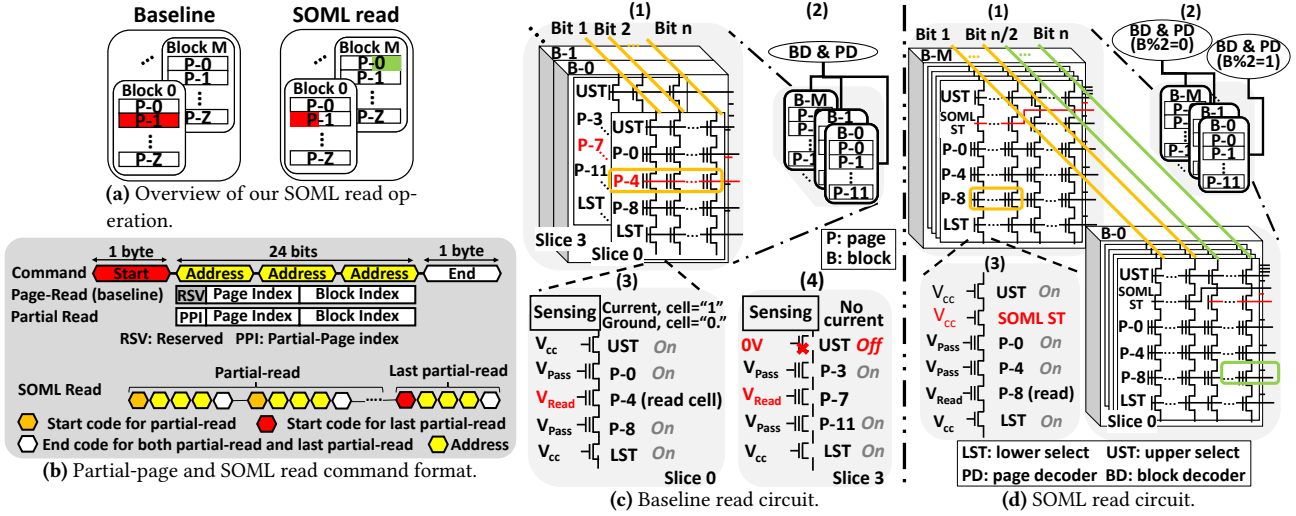 Baseline
SOML read
Block M
P-0
P-1
P-Z
Block 0
P-0
P-1
P-Z
Block M
P-0
P-1
P-Z
Block 0
P-0
P-1
P-Z
(a) Overview of our SOML read op-
eration.
1 byte
24 bits
1 byte
Command
Start
Address
Address
Address
End
Page-Read (baseline)
RSV
Page Index
Block Index
Partial Read
PPI
Page Index
Block Index
RSV: Reserved PPI: Partial-Page index
Partial-read
Last partial-read
SOML Read
Start code for partial-read
Start code for last partial-read
End code for both partial-read and last partial-read
Address
(b) Partial-page and SOML read command format.
(1)
Bit 1
Bit 2
Bit n
B-1
B-0
UST
P-3
P-7
P-11
LST
UST
P-0
P-4
P-8
LST
Slice 3
Slice 0
(2)
BD & PD
B-M
P-
P-
P-1
B-1
B-0
P-0
P-1
P-11
P: page
B: block
(3)
Sensing
Current, cell="1"
Ground, cell="0."
Vcc
UST
On
VPass
P-0
On
VRead
P-4 (read cell)
VPass
P-8
On
Vcc
LST
On
Slice 0
(4)
Sensing
No
current
0V
UST
Off
VPass
P-3
On
VRead
P-7
VPass
P-11
On
Vcc
LST
On
Slice 3
(c) Baseline read circuit.
(1)
Bit 1
Bit n/2
Bit n
B-M
UST
SOML
ST
P-0
P-4
P-8
LST
(2)
BD & PD
(B%2=0)
BD & PD
(B%2=1)
B-M
P-
P-
P-1
B-1
B-0
P-0
P-1
P-11
B-0
UST
SOML
ST
P-0
P-4
P-8
LST
Slice 0
(3)
Vcc
UST
On
Vcc
SOML ST
VPass
P-0
On
VPass
P-4
On
VRead
P-8 (read)
Vcc
LST
On
LST: lower select UST: upper select
PD: page decoder BD: block decoder
(d) SOML read circuit.